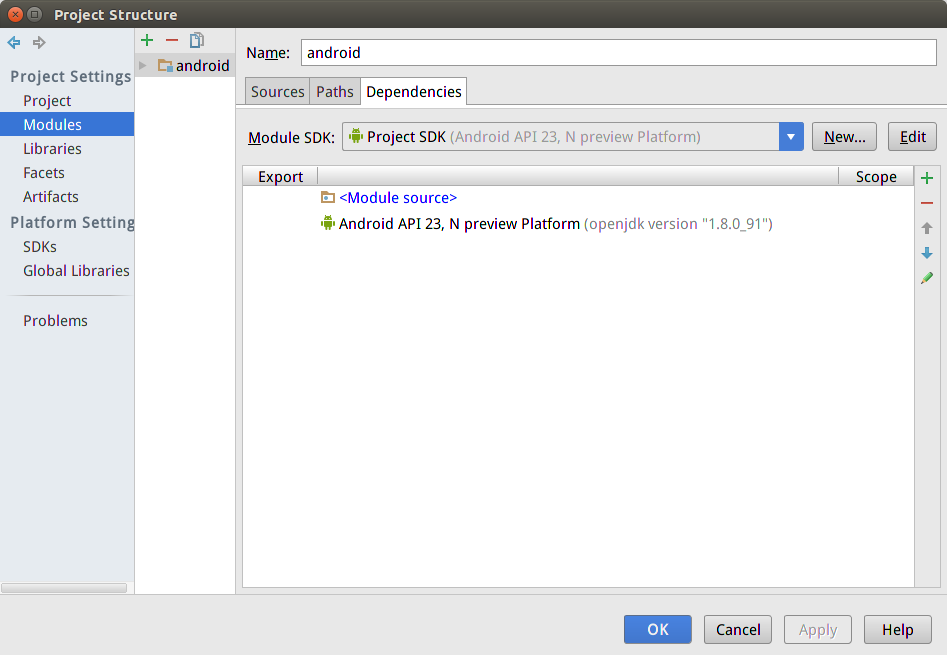 Project Structure
Project Settings
Project
Modules
Libraries
Facets
Artifacts
Platform Setting
SDKs
Global Libraries
Problems
android
Name: android
Sources Paths Dependencies
Module SDK: Project SDK (Android API 23, N preview Platform) New... Edit
Export Scope
<Module source>
Android API 23, N preview Platform (openjdk version "1.8.0_91")
OK Cancel Apply Help